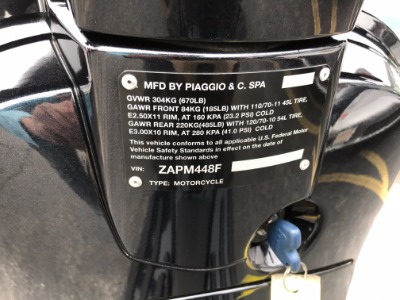 MFD BY PIAGGIO & C. SPA
GVWR 304KG (670LB)
GAWR FRONT 84KG (185LB) WITH 110/70-11 45L TIRE,
E2.50X11 RIM, AT 160 KPA (23.2 PSI) COLD
GAWR REAR 220KG(485LB) WITH 120/70-10 54L TIRE,
E3.00X10 RIM, AT 280 KPA (41.0 PSI) COLD
This vehicle conforms to all applicable U.S. Federal Motor
Vehicle Safety Standards in effect on the date of
manufacture shown above
VIN: ZAPM448F
TYPE: MOTORCYCLE